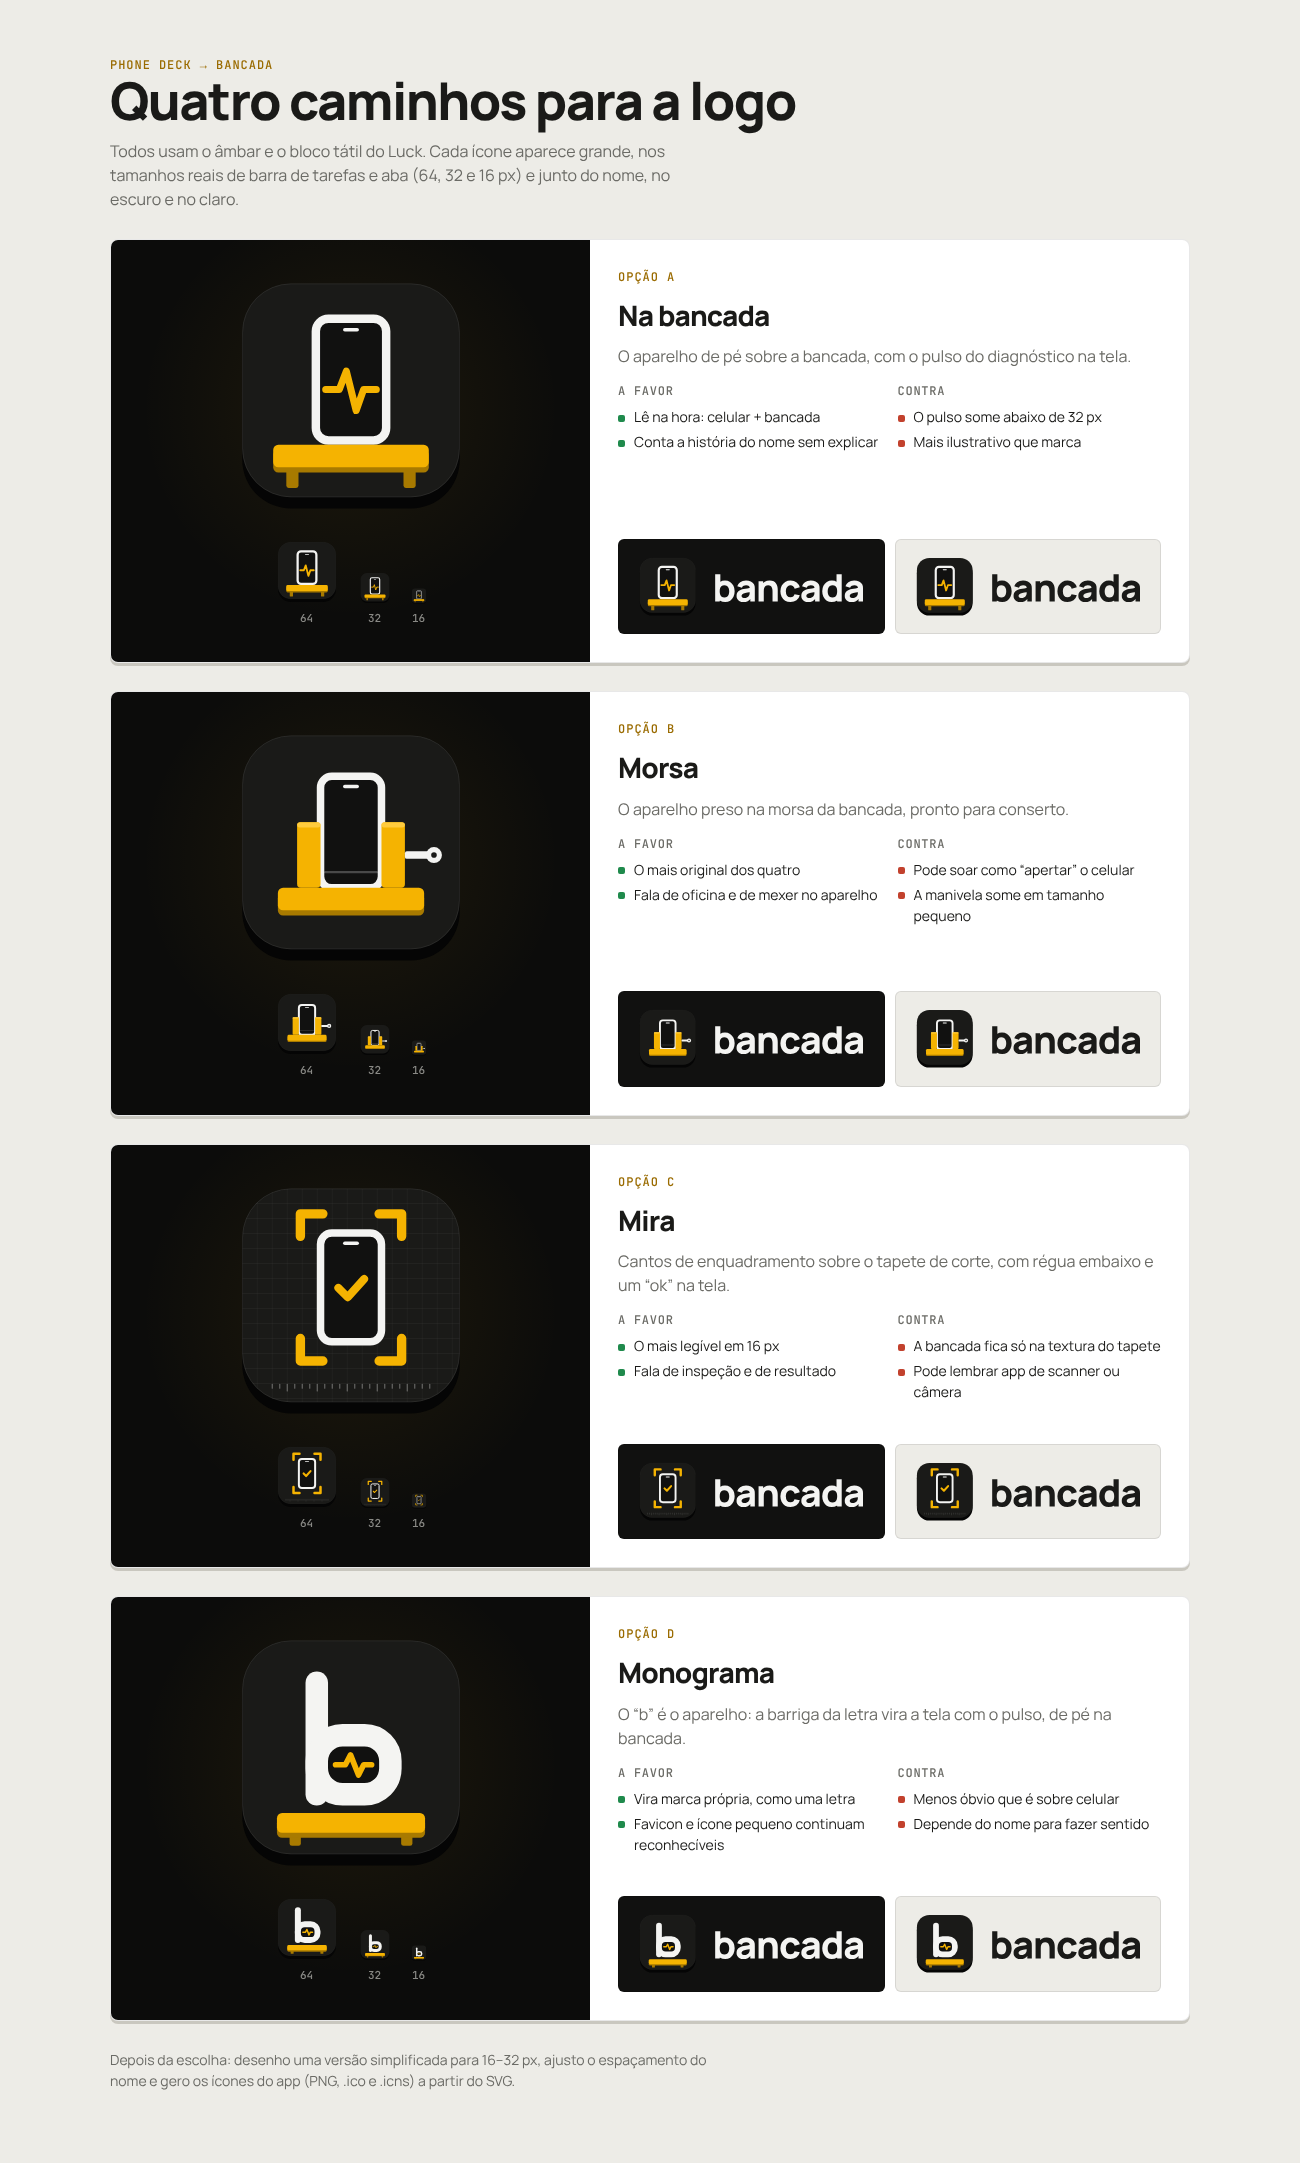 PHONE DECK → BANCADA
Quatro caminhos para a logo
Todos usam o âmbar e o bloco tátil do Luck. Cada ícone aparece grande, nos
tamanhos reais de barra de tarefas e aba (64, 32 e 16 px) e junto do nome, no
escuro e no claro.
OPÇÃO A
Na bancada
O aparelho de pé sobre a bancada, com o pulso do diagnóstico na tela.
A FAVOR
Lê na hora: celular + bancada
Conta a história do nome sem explicar
CONTRA
O pulso some abaixo de 32 px
Mais ilustrativo que marca
64 32 16
bancada
bancada
OPÇÃO B
Morsa
O aparelho preso na morsa da bancada, pronto para conserto.
A FAVOR
O mais original dos quatro
Fala de oficina e de mexer no aparelho
CONTRA
Pode soar como “apertar” o celular
A manivela some em tamanho
pequeno
64 32 16
bancada
bancada
OPÇÃO C
Mira
Cantos de enquadramento sobre o tapete de corte, com régua embaixo e
um “ok” na tela.
A FAVOR
O mais legível em 16 px
Fala de inspeção e de resultado
CONTRA
A bancada fica só na textura do tapete
Pode lembrar app de scanner ou
câmera
64 32 16
bancada
bancada
OPÇÃO D
Monograma
O “b” é o aparelho: a barriga da letra vira a tela com o pulso, de pé na
bancada.
A FAVOR
Vira marca própria, como uma letra
Favicon e ícone pequeno continuam
reconhecíveis
CONTRA
Menos óbvio que é sobre celular
Depende do nome para fazer sentido
b
64 32 16
bancada
bancada
Depois da escolha: desenho uma versão simplificada para 16–32 px, ajusto o espaçamento do
nome e gero os ícones do app (PNG, .ico e .icns) a partir do SVG.